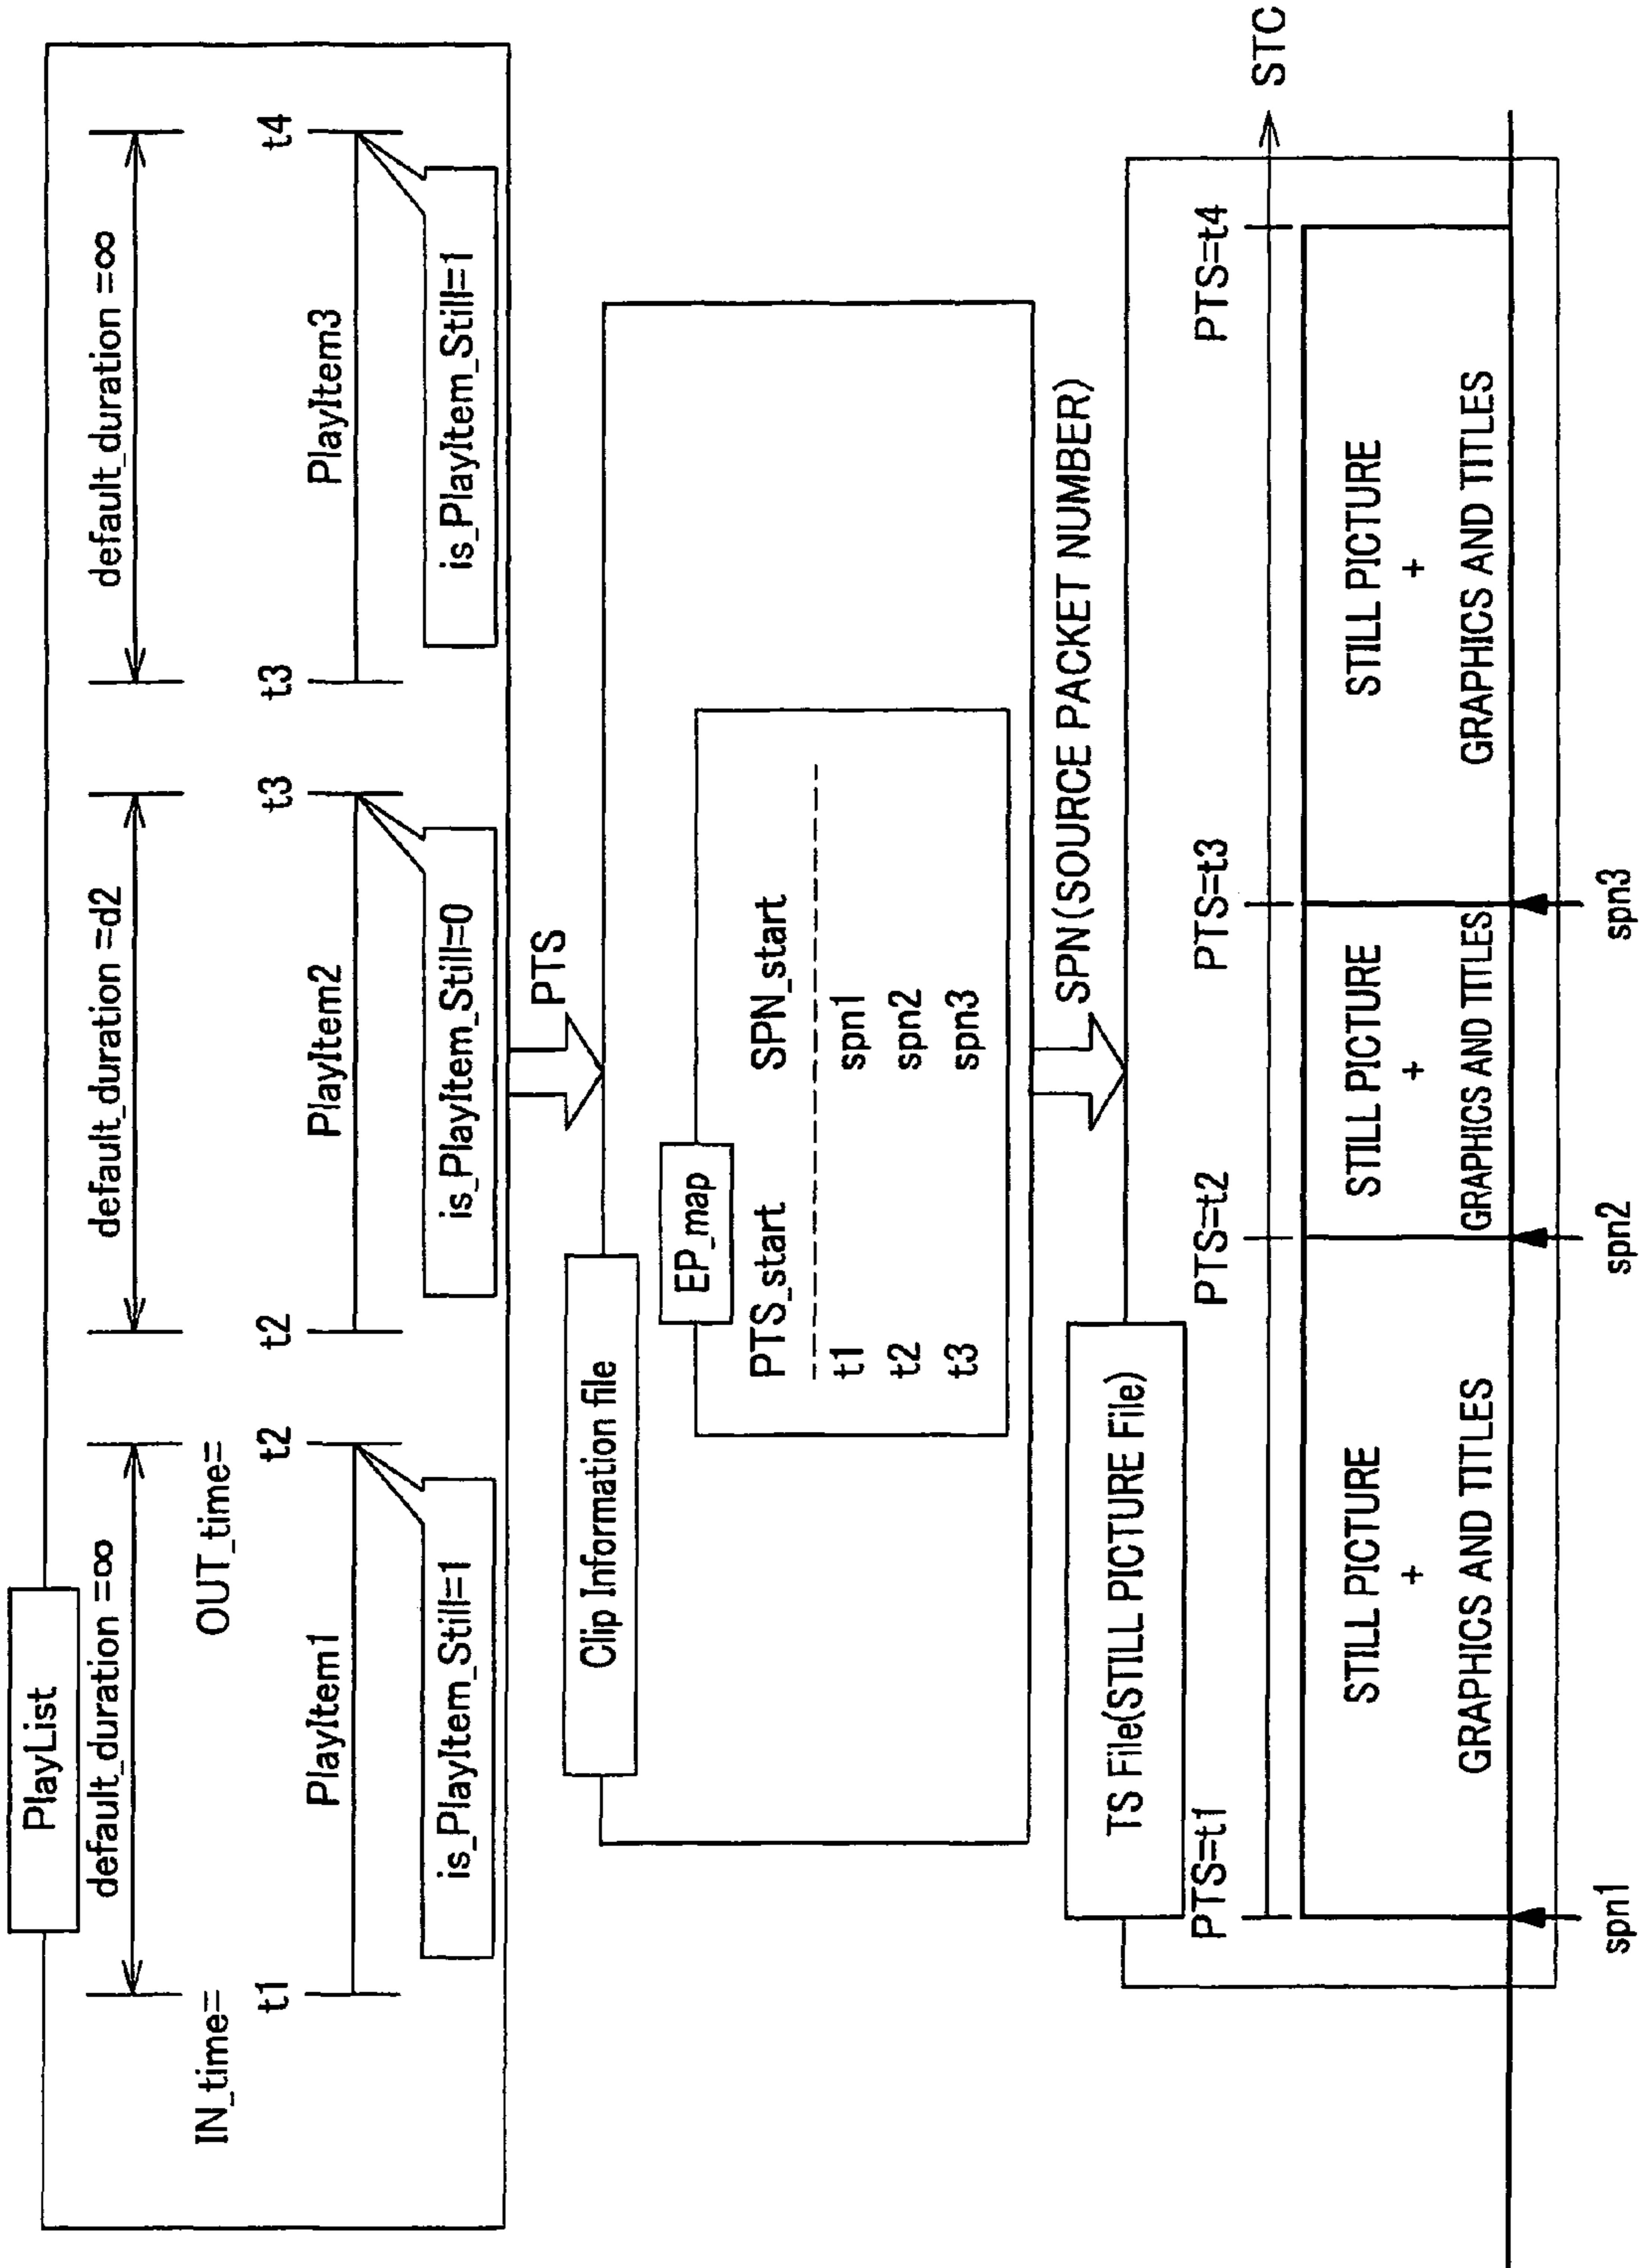 PlayList
default_duration =∞
default_duration =d2
default_duration =∞
IN_time=
OUT_time=
t1
t2
t2
t3
t3
t4
PlayItem1
PlayItem2
PlayItem3
is_PlayItem_Still=1
is_PlayItem_Still=0
is_PlayItem_Still=1
PTS
Clip Information file
EP_map
PTS_start SPN_start
t1 spn1
t2 spn2
t3 spn3
SPN(SOURCE PACKET NUMBER)
TS File(STILL PICTURE File)
PTS=t1
PTS=t2
PTS=t3
PTS=t4
STC
STILL PICTURE
+
GRAPHICS AND TITLES
STILL PICTURE
+
GRAPHICS AND TITLES
STILL PICTURE
+
GRAPHICS AND TITLES
spn1
spn2
spn3